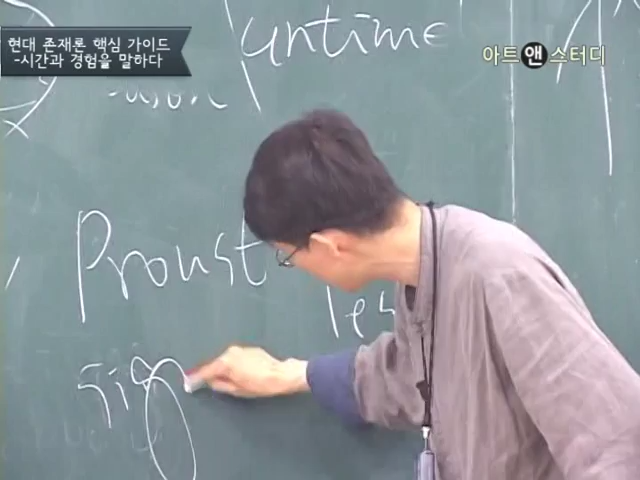 현대 존재론 핵심 가이드
-시간과 경험을 말하다
아트앤스터디
untime
Proust
les
sig